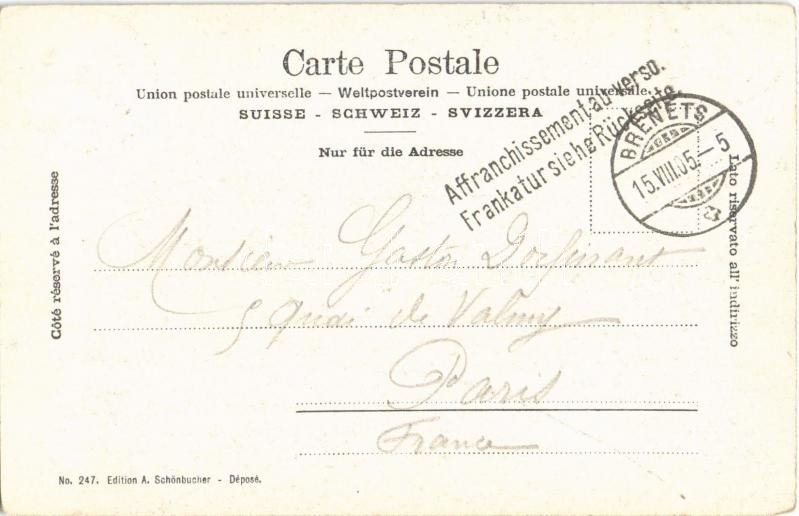 Carte Postale
Union postale universelle — Weltpostverein — Unione postale universale.
SUISSE - SCHWEIZ - SVIZZERA
Nur für die Adresse
Affranchissement au verso.
Frankatur siehe Rückseite.
BRENETS
15.VIII.05.–5
Côté réservé à l'adresse
Lato riservato all' indirizzo
Monsieur Gaston
5 Quai de Valmy
Paris
France
No. 247. Edition A. Schönbucher - Déposé.